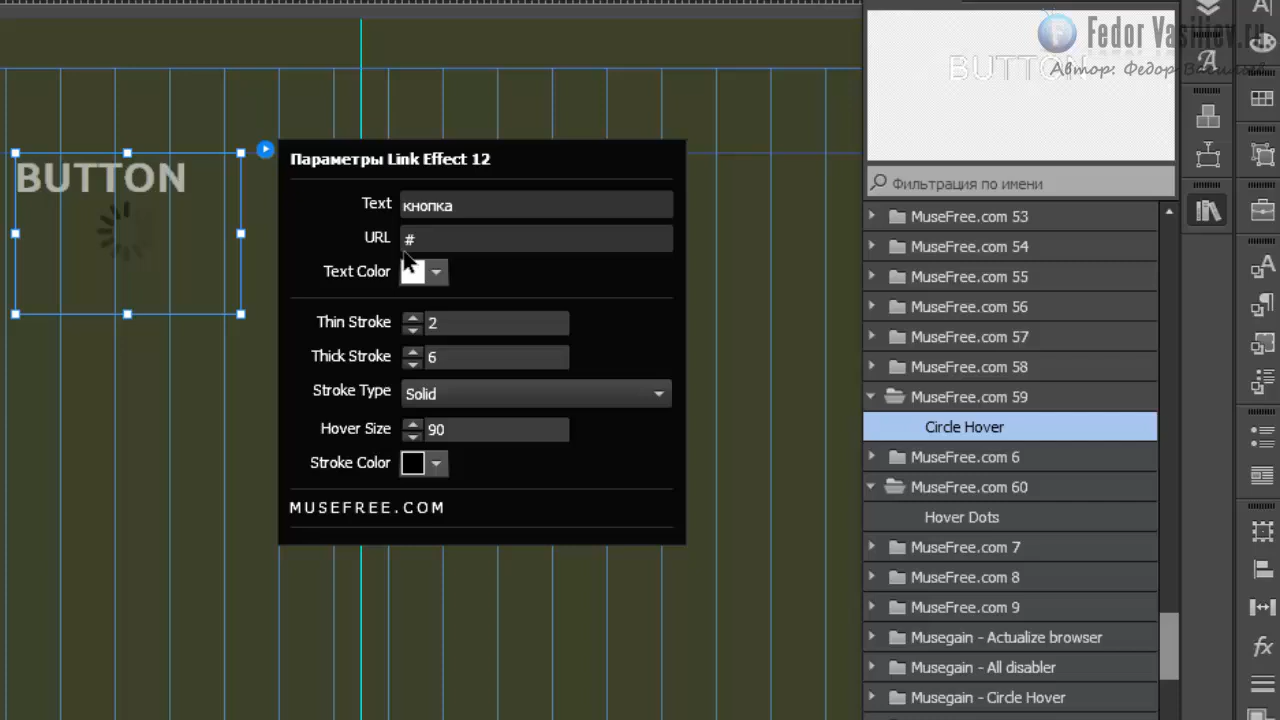 BUTTON
Параметры Link Effect 12
Text кнопка
URL #
Text Color
Thin Stroke 2
Thick Stroke 6
Stroke Type Solid
Hover Size 90
Stroke Color
MUSEFREE.COM
Fedor Vasiliev.ru
BUTTON
Автор: Федор Васильев
Фильтрация по имени
MuseFree.com 53
MuseFree.com 54
MuseFree.com 55
MuseFree.com 56
MuseFree.com 57
MuseFree.com 58
MuseFree.com 59
Circle Hover
MuseFree.com 6
MuseFree.com 60
Hover Dots
MuseFree.com 7
MuseFree.com 8
MuseFree.com 9
Musegain - Actualize browser
Musegain - All disabler
Musegain - Circle Hover